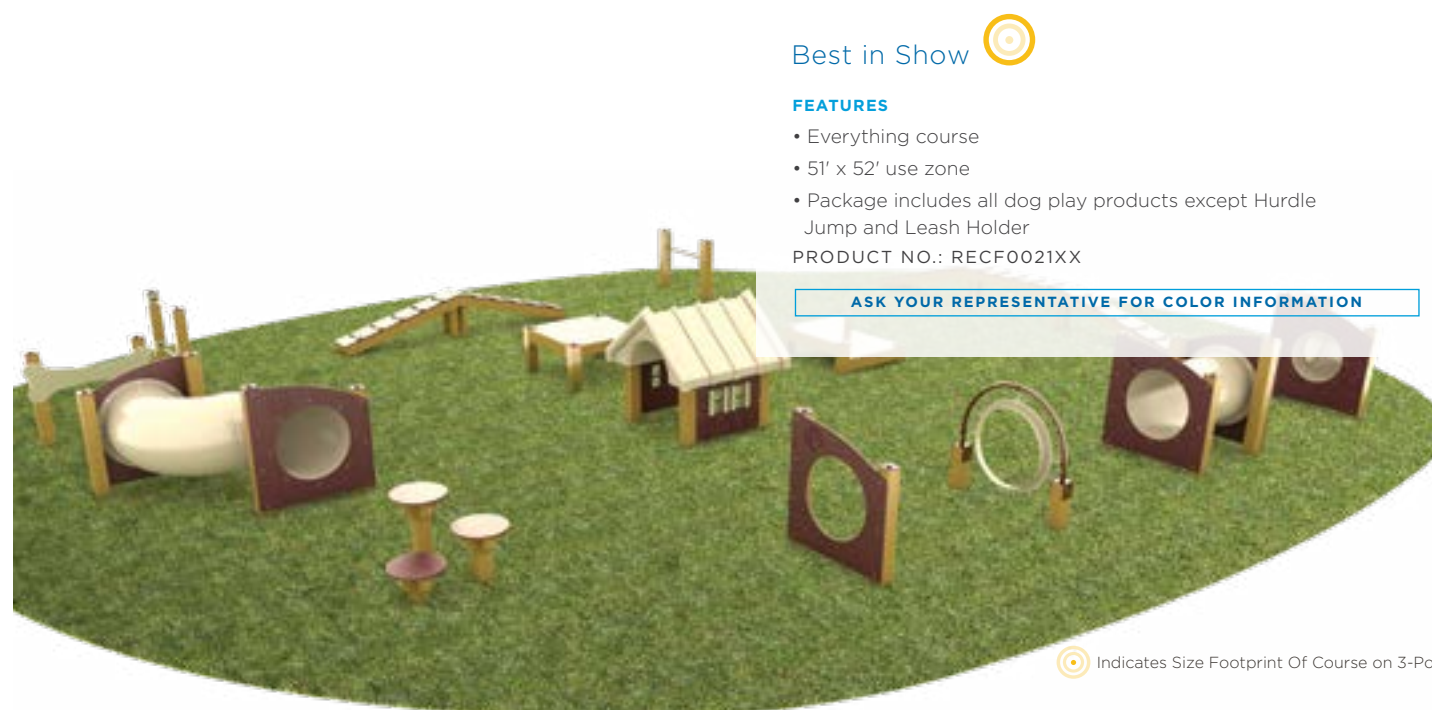 Best in Show
FEATURES
• Everything course
• 51' x 52' use zone
• Package includes all dog play products except Hurdle
Jump and Leash Holder
PRODUCT NO.: RECF0021XX
ASK YOUR REPRESENTATIVE FOR COLOR INFORMATION
FIFI
Indicates Size Footprint Of Course on 3-Po